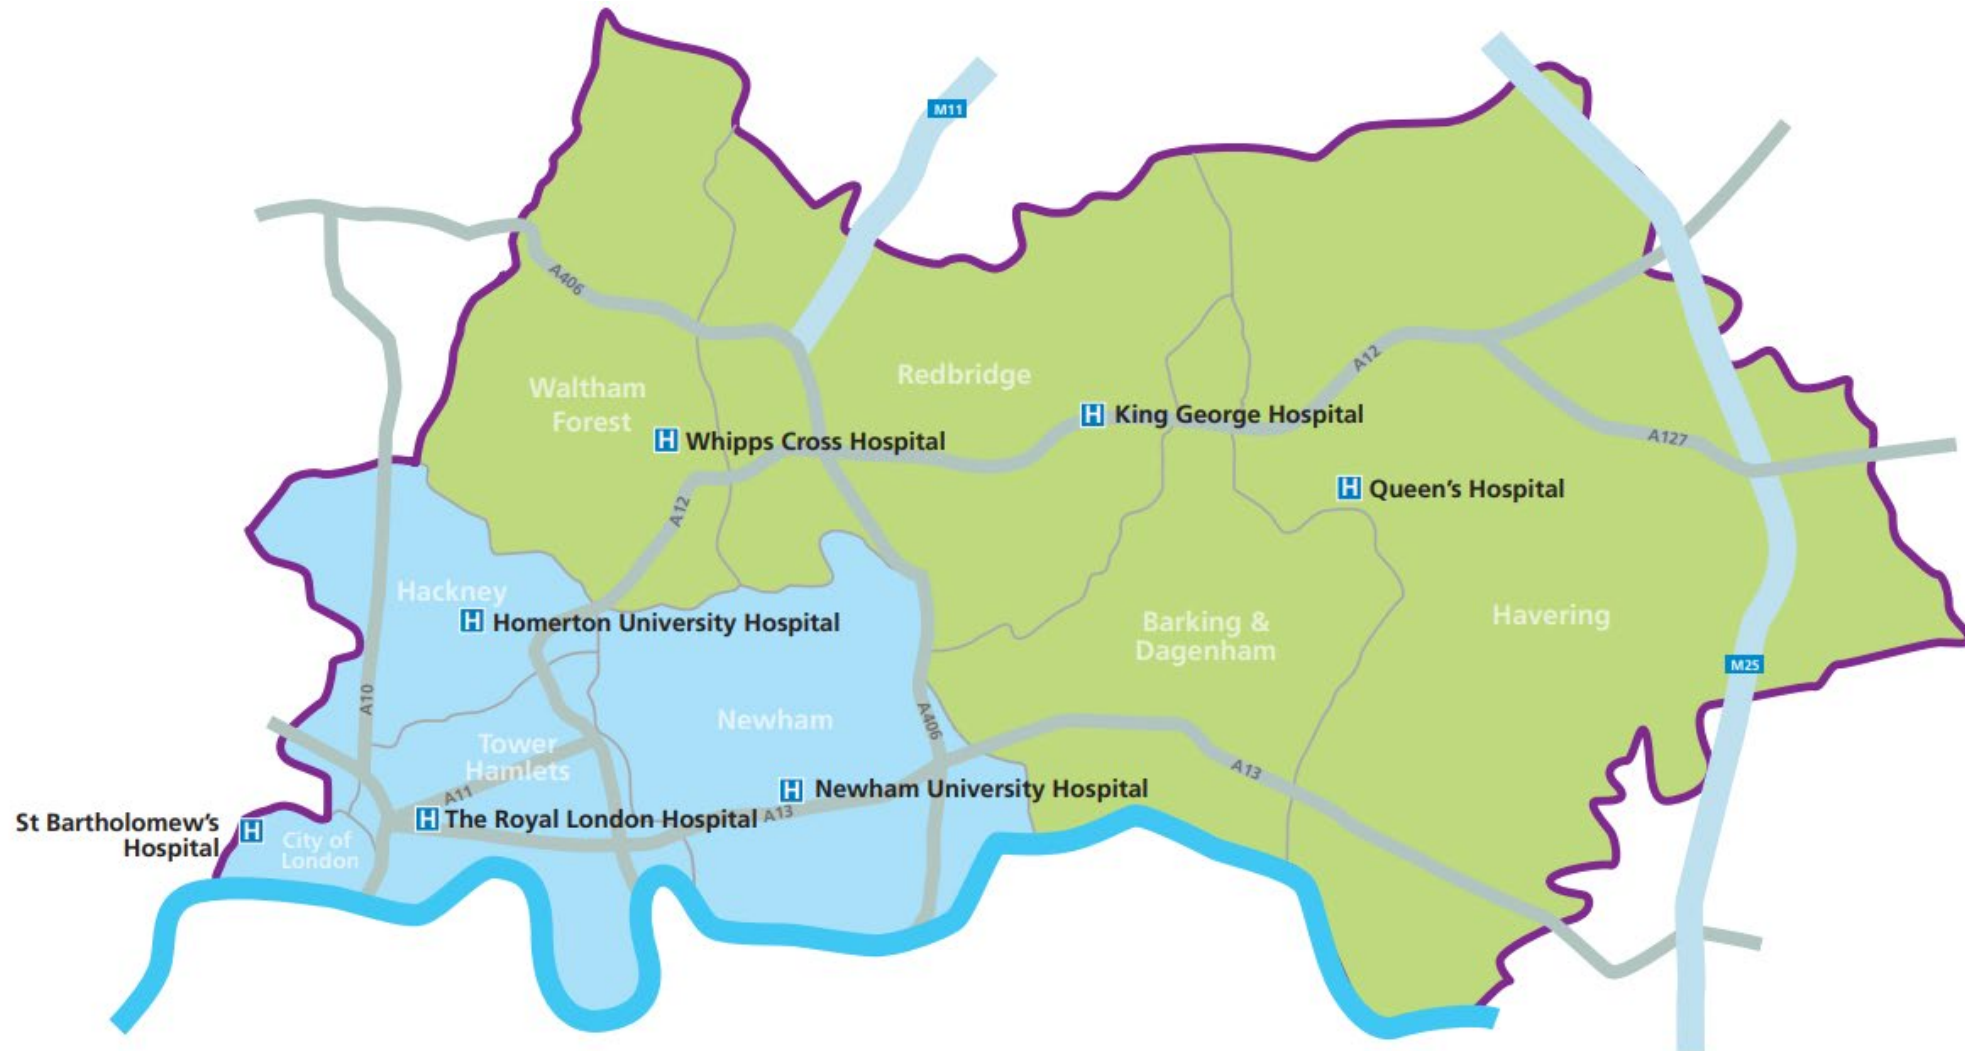 M11
A406
Waltham
Forest
Redbridge
A12
H King George Hospital
H Whipps Cross Hospital
A127
H Queen's Hospital
A12
Hackney
H Homerton University Hospital
Barking &
Dagenham
Havering
M25
A10
Newham
A406
Tower
Hamlets
A13
A11
H Newham University Hospital
A13
H The Royal London Hospital
St Bartholomew's
Hospital
H
City of
London